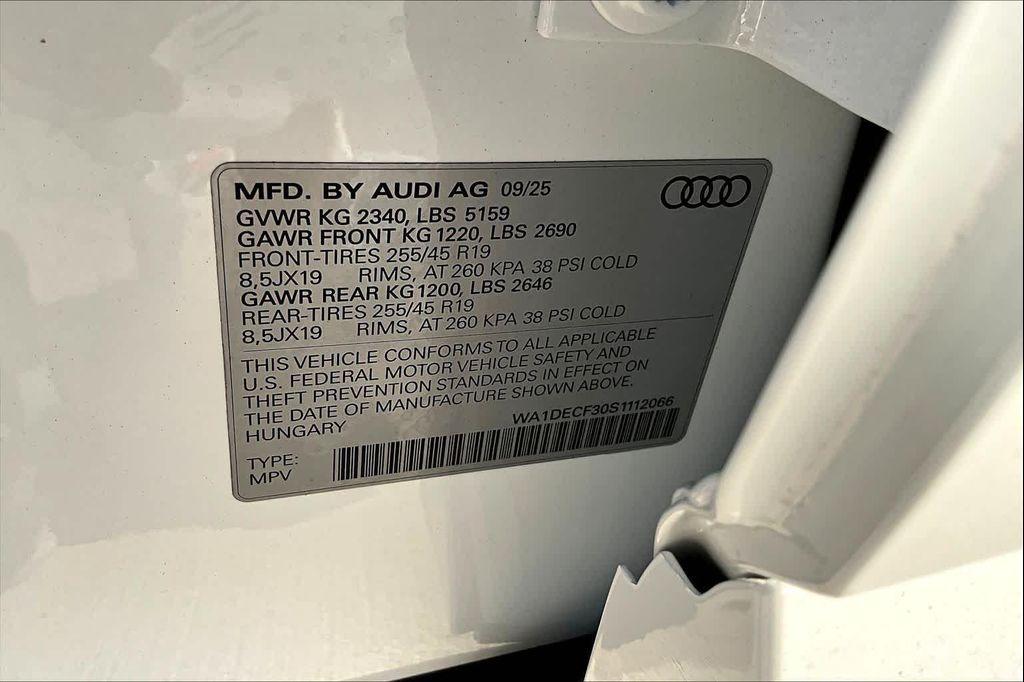 MFD. BY AUDI AG 09/25
GVWR KG 2340, LBS 5159
GAWR FRONT KG 1220, LBS 2690
FRONT-TIRES 255/45 R19
8,5JX19 RIMS, AT 260 KPA 38 PSI COLD
GAWR REAR KG 1200, LBS 2646
REAR-TIRES 255/45 R19
8,5JX19 RIMS, AT 260 KPA 38 PSI COLD
THIS VEHICLE CONFORMS TO ALL APPLICABLE
U.S. FEDERAL MOTOR VEHICLE SAFETY AND
THEFT PREVENTION STANDARDS IN EFFECT ON
THE DATE OF MANUFACTURE SHOWN ABOVE.
HUNGARY WA1DECF30S1112066
TYPE:
MPV